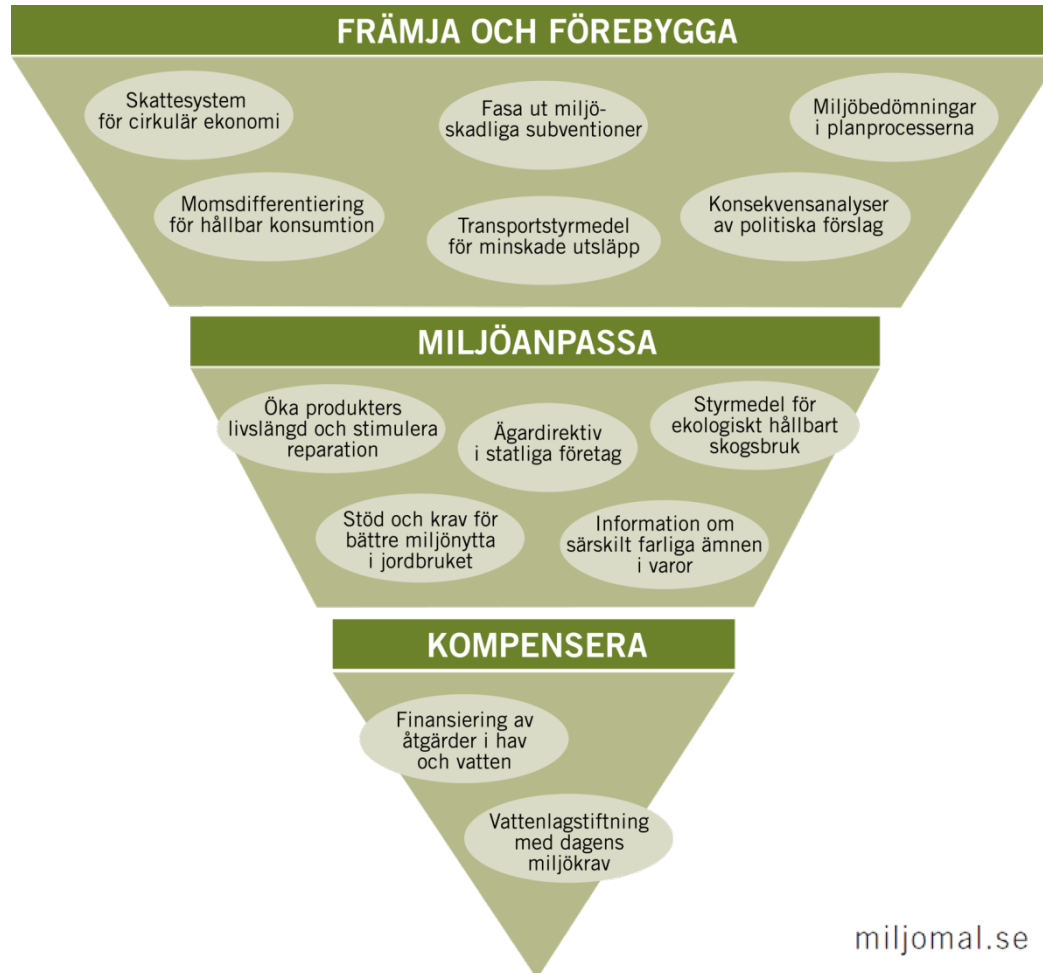 FRÄMJA OCH FÖREBYGGA
Skattesystem
för cirkulär ekonomi
Fasa ut miljö-
skadliga subventioner
Miljöbedömningar
i planprocesserna
Momsdifferentiering
för hållbar konsumtion
Transportstyrmedel
för minskade utsläpp
Konsekvensanalyser
av politiska förslag
MILJÖANPASSA
Öka produkters
livslängd och stimulera
reparation
Ägardirektiv
i statliga företag
Styrmedel för
ekologiskt hållbart
skogsbruk
Stöd och krav för
bättre miljönytta
i jordbruket
Information om
särskilt farliga ämnen
i varor
KOMPENSERA
Finansiering av
åtgärder i hav
och vatten
Vattenlagstiftning
med dagens
miljökrav
miljomal.se